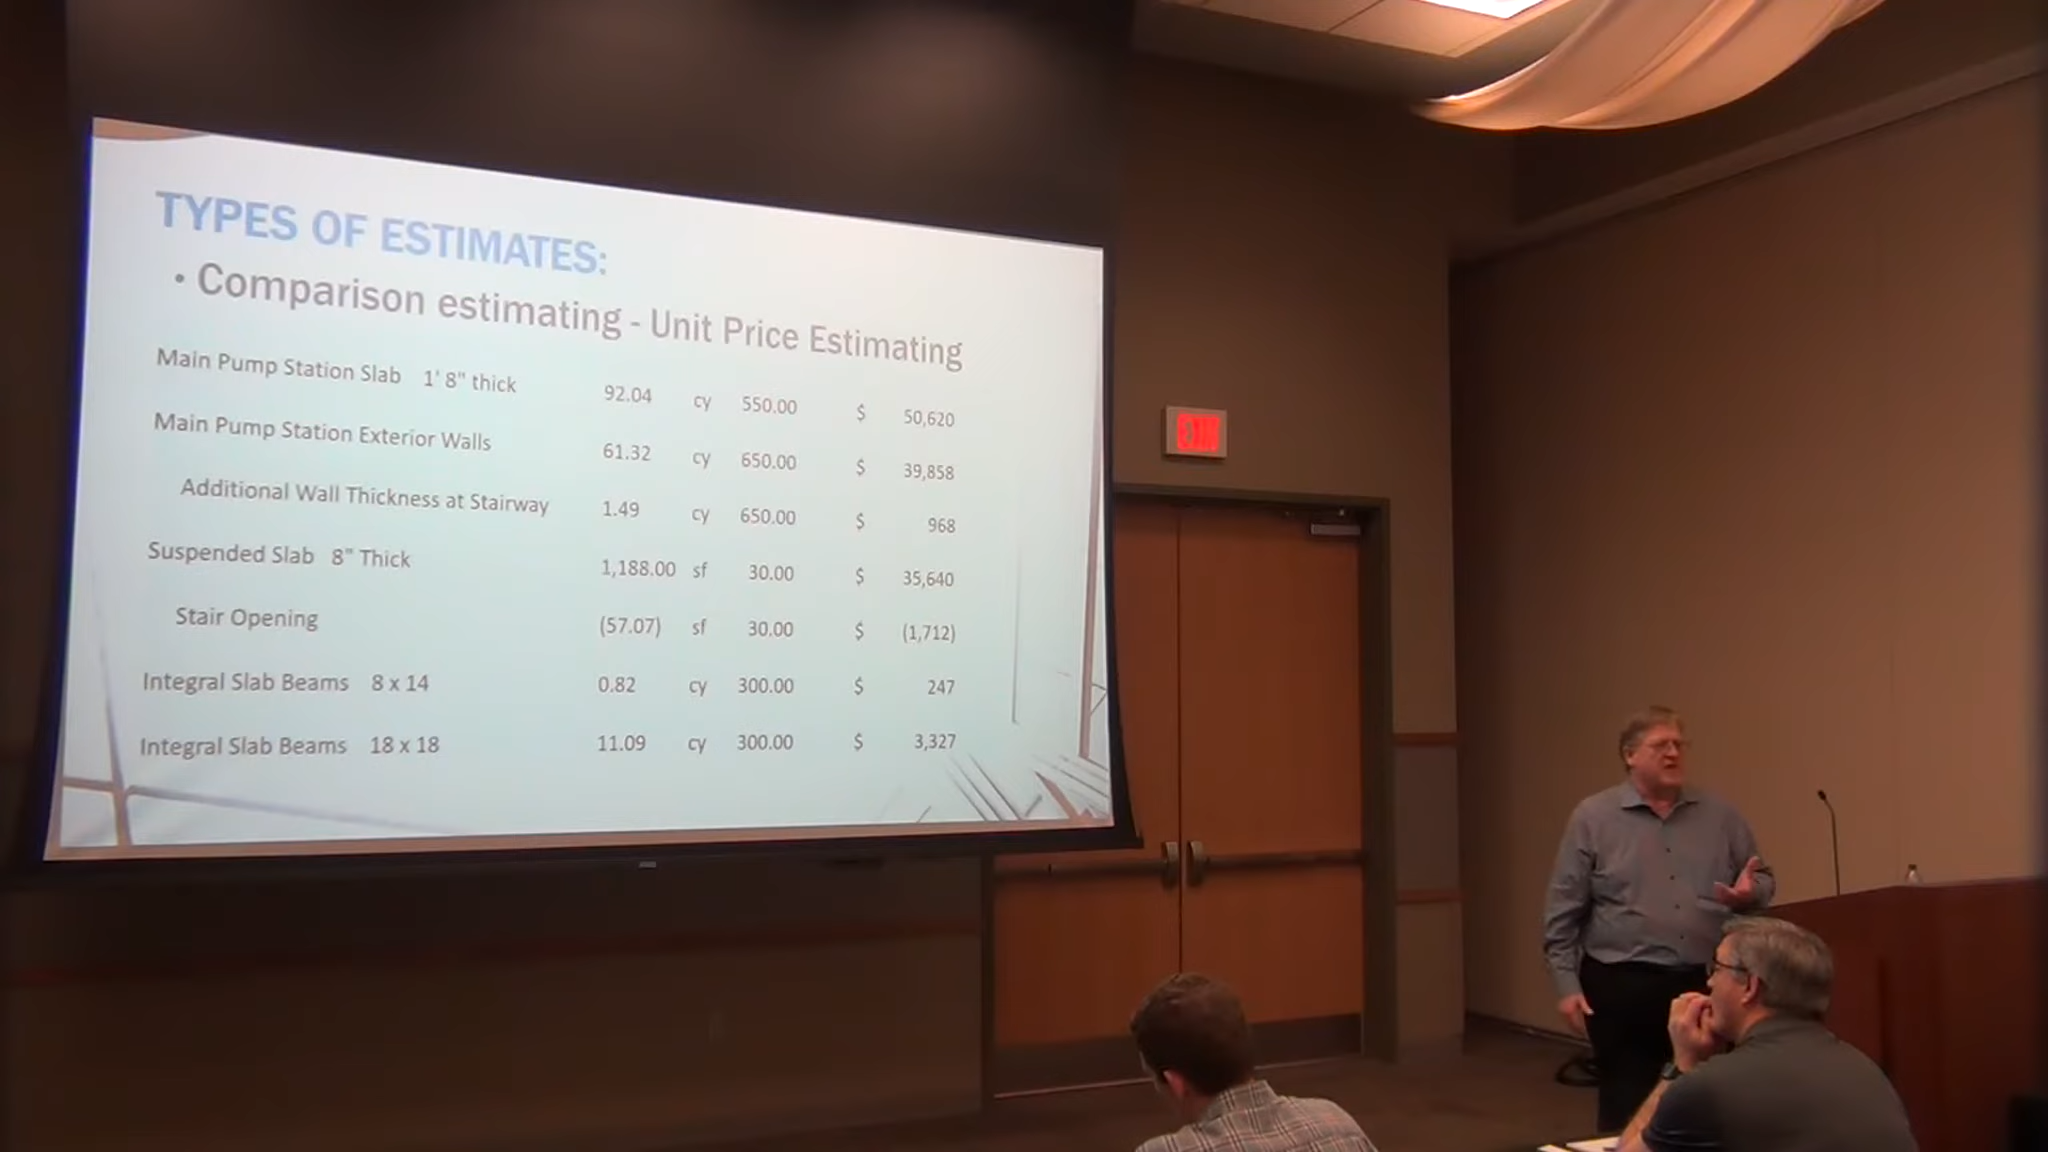 TYPES OF ESTIMATES:
• Comparison estimating - Unit Price Estimating
Main Pump Station Slab 1' 8" thick 92.04 cy 550.00 $ 50,620
Main Pump Station Exterior Walls 61.32 cy 650.00 $ 39,858
Additional Wall Thickness at Stairway 1.49 cy 650.00 $ 968
Suspended Slab 8" Thick 1,188.00 sf 30.00 $ 35,640
Stair Opening (57.07) sf 30.00 $ (1,712)
Integral Slab Beams 8 x 14 0.82 cy 300.00 $ 247
Integral Slab Beams 18 x 18 11.09 cy 300.00 $ 3,327